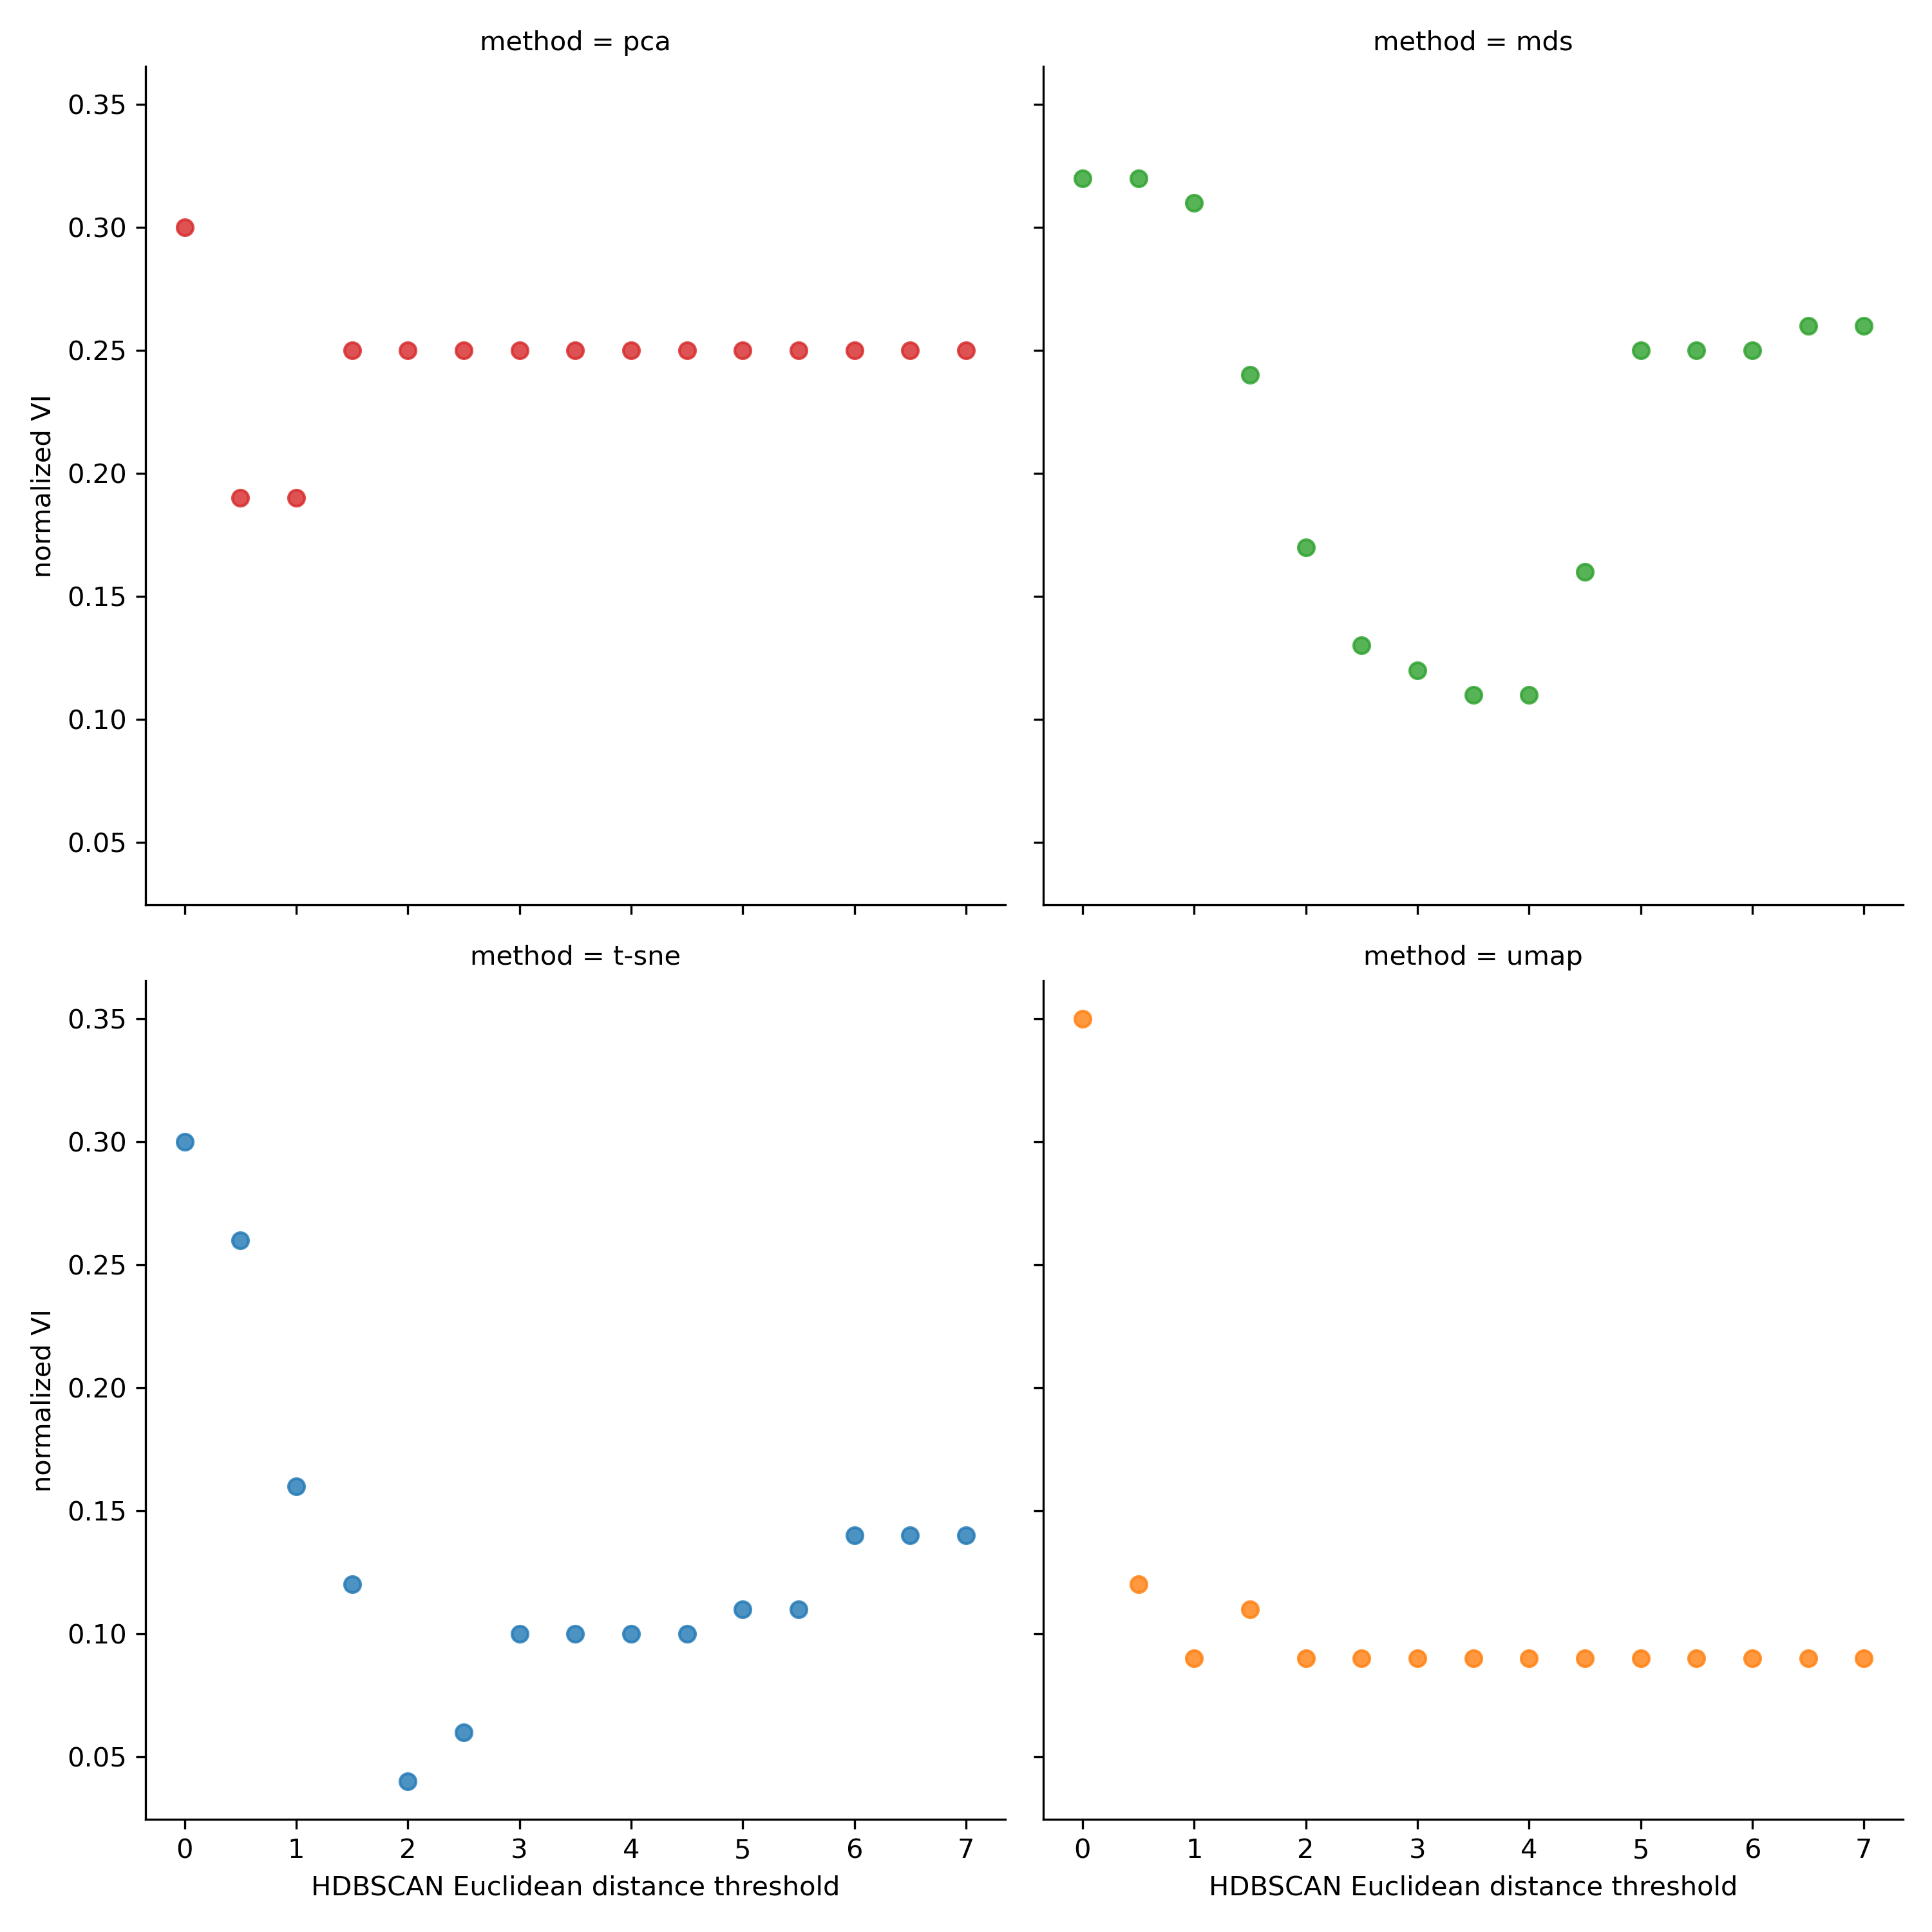 method = pca
method = mds
0.35
0.30
0.25
0.20
0.15
0.10
0.05
normalized VI
method = t-sne
method = umap
0.35
0.30
0.25
0.20
0.15
0.10
0.05
normalized VI
0 1 2 3 4 5 6 7
0 1 2 3 4 5 6 7
HDBSCAN Euclidean distance threshold
HDBSCAN Euclidean distance threshold